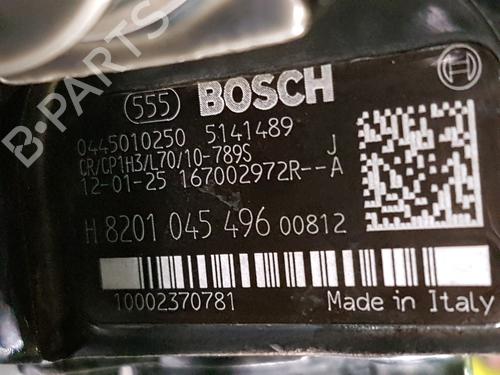 555 BOSCH
0445010250 5141489
CR/CP1H3/L70/10-789S J
12-01-25 167002972R--A
H 8201 045 496 00812
10002370781 Made in Italy
B-PARTS